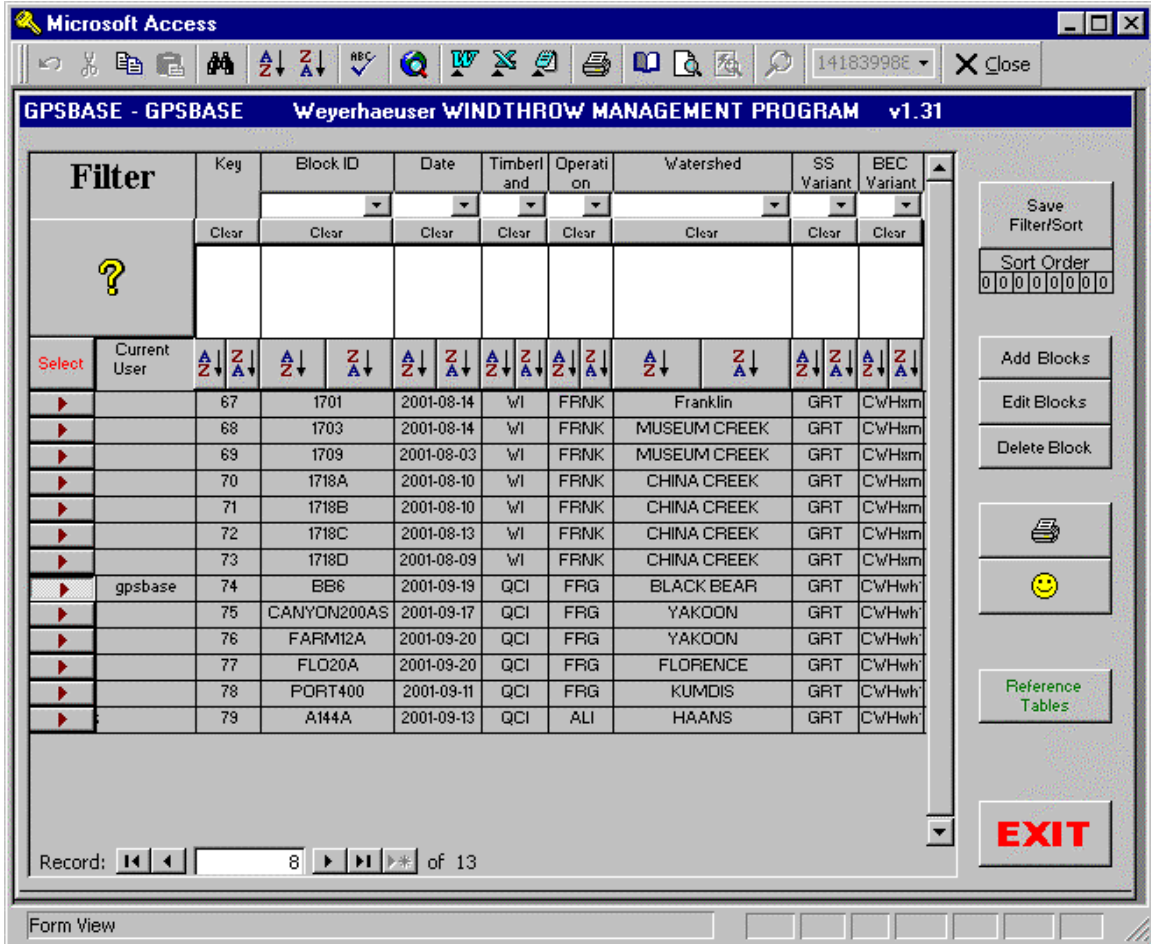 Microsoft Access
ABC
141839988
Close
GPSBASE - GPSBASE Weyerhaeuser WINDTHROW MANAGEMENT PROGRAM v1.31
Filter
Key Block ID Date Timberl and Operati on Watershed SS Variant BEC Variant
Clear Clear Clear Clear Clear Clear Clear Clear
Select Current User
67 1701 2001-08-14 WI FRNK Franklin GRT CWHxm
68 1703 2001-08-14 WI FRNK MUSEUM CREEK GRT CWHxm
69 1709 2001-08-03 WI FRNK MUSEUM CREEK GRT CWHxm
70 1718A 2001-08-10 WI FRNK CHINA CREEK GRT CWHxm
71 1718B 2001-08-10 WI FRNK CHINA CREEK GRT CWHxm
72 1718C 2001-08-13 WI FRNK CHINA CREEK GRT CWHxm
73 1718D 2001-08-09 WI FRNK CHINA CREEK GRT CWHxm
gpsbase 74 BB6 2001-09-19 QCI FRG BLACK BEAR GRT CWHwh
75 CANYON200AS 2001-09-17 QCI FRG YAKOON GRT CWHwh
76 FARM12A 2001-09-20 QCI FRG YAKOON GRT CWHwh
77 FLO20A 2001-09-20 QCI FRG FLORENCE GRT CWHwh
78 PORT400 2001-09-11 QCI FRG KUMDIS GRT CWHwh
79 A144A 2001-09-13 QCI ALI HAANS GRT CWHwh
Record: 8 of 13
Save Filter/Sort
Sort Order
0 0 0 0 0 0 0 0
Add Blocks
Edit Blocks
Delete Block
Reference Tables
EXIT
Form View